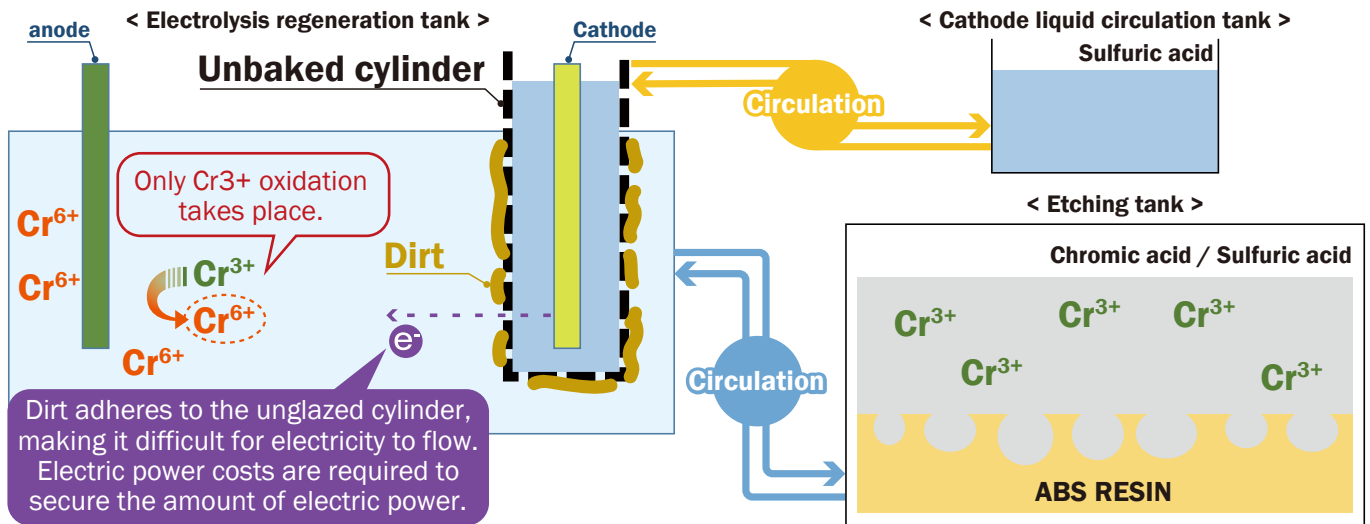 < Electrolysis regeneration tank >
< Cathode liquid circulation tank >
anode
Cathode
Sulfuric acid
Unbaked cylinder
Circulation
Only Cr3+ oxidation
takes place.
< Etching tank >
Cr⁶⁺
Dirt
Chromic acid / Sulfuric acid
Cr³⁺
Cr⁶⁺
Cr⁶⁺
Cr³⁺
Cr³⁺
Cr³⁺
e⁻
Cr⁶⁺
Circulation
Cr³⁺
Cr³⁺
Dirt adheres to the unglazed cylinder,
making it difficult for electricity to flow.
Electric power costs are required to
secure the amount of electric power.
ABS RESIN